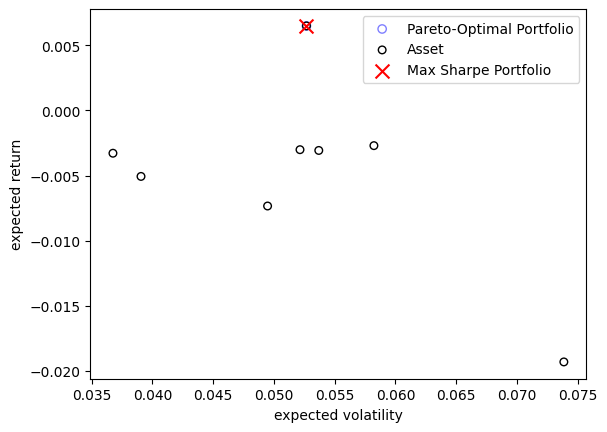 Pareto-Optimal Portfolio
Asset
Max Sharpe Portfolio
0.005
0.000
−0.005
−0.010
−0.015
−0.020
expected return
0.035 0.040 0.045 0.050 0.055 0.060 0.065 0.070 0.075
expected volatility